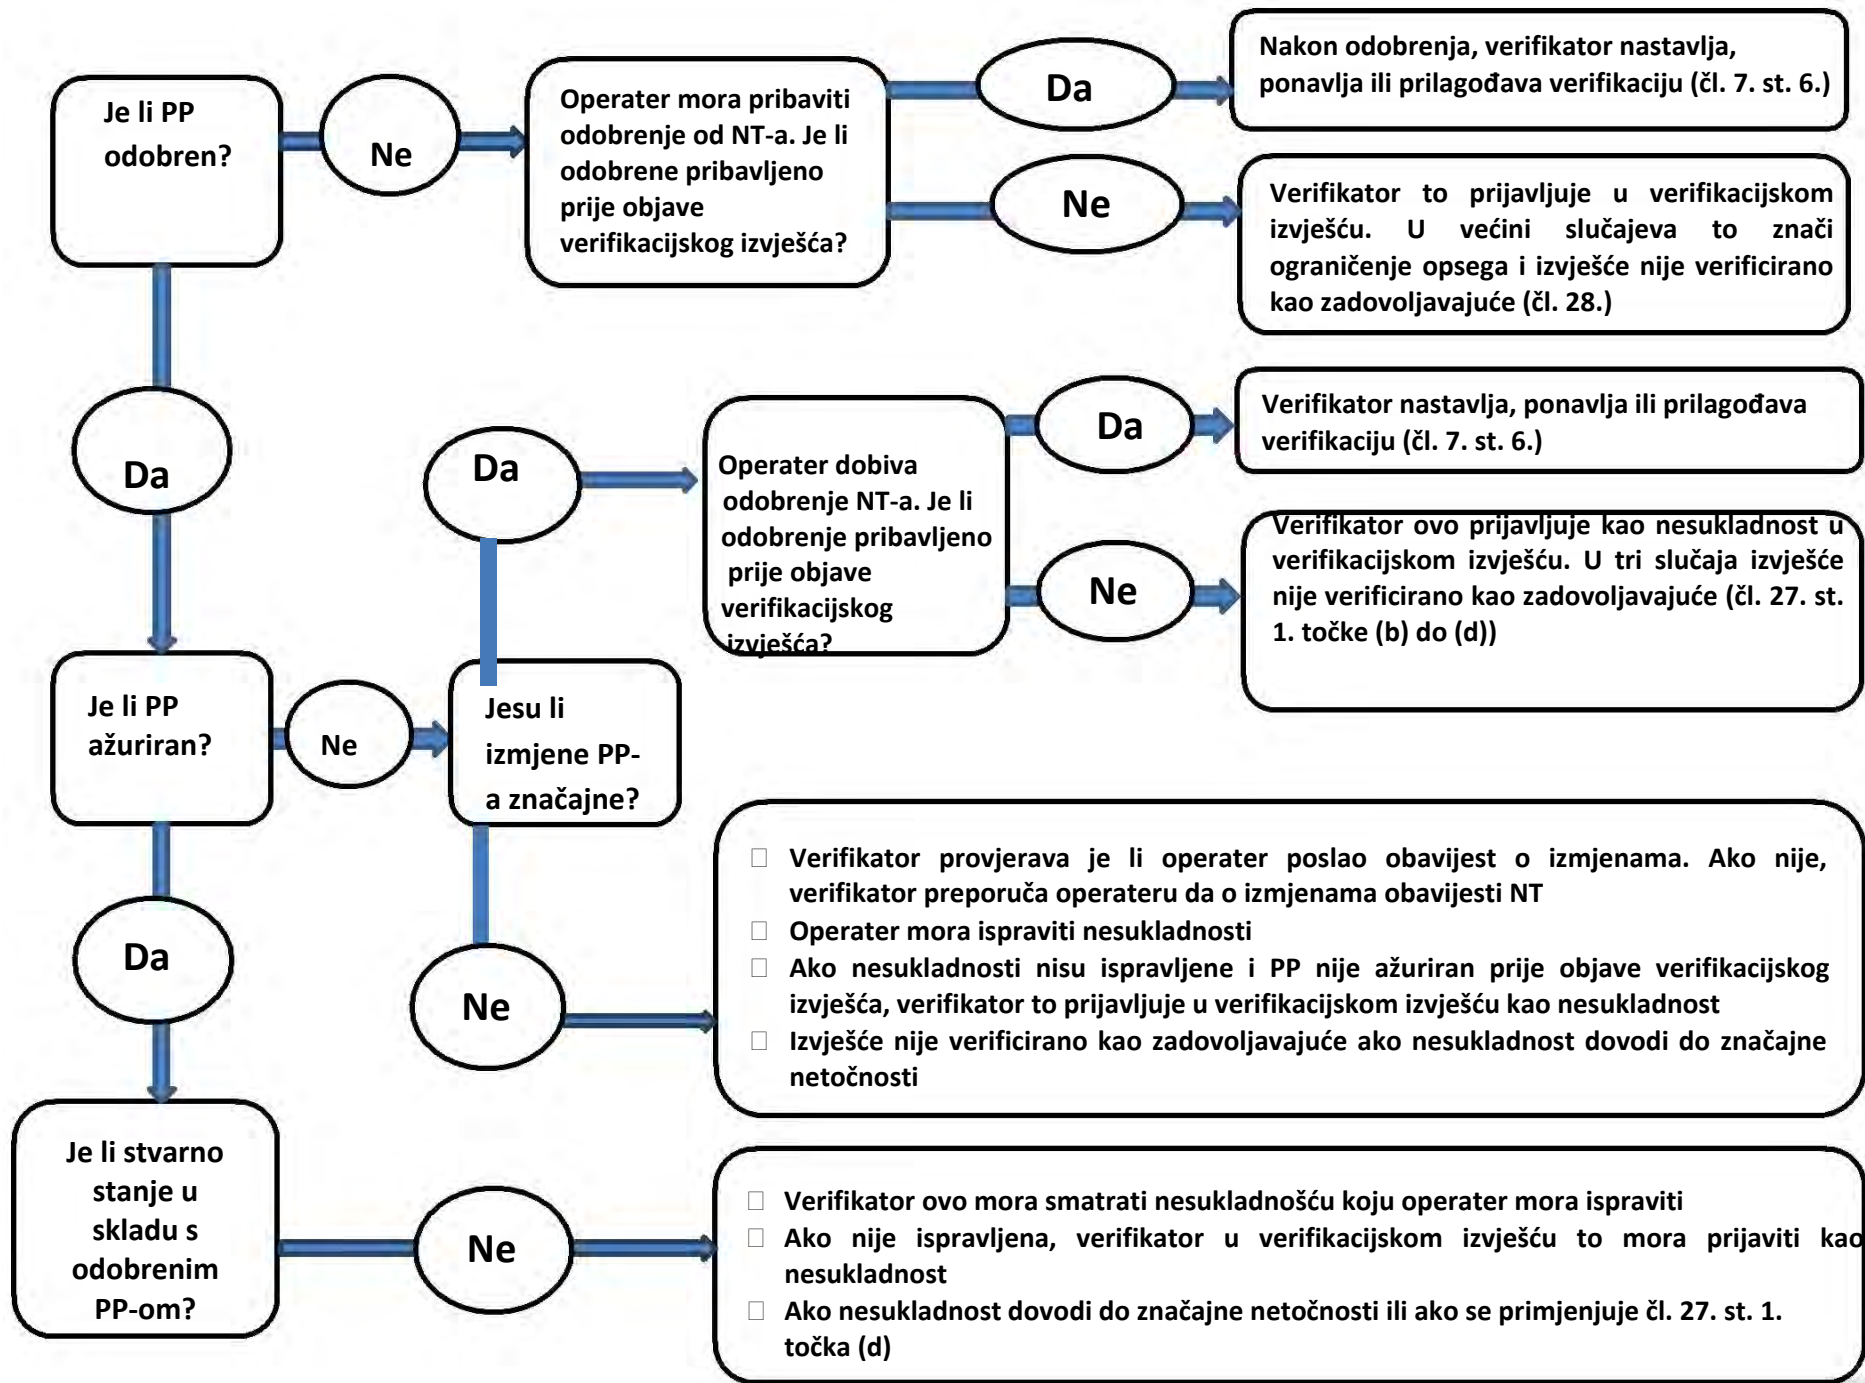 Je li PP
odobren?
Ne
Operater mora pribaviti
odobrenje od NT-a. Je li
odobrene pribavljeno
prije objave
verifikacijskog izvješća?
Da
Nakon odobrenja, verifikator nastavlja,
ponavlja ili prilagođava verifikaciju (čl. 7. st. 6.)
Ne
Verifikator to prijavljuje u verifikacijskom
izvješću. U većini slučajeva to znači
ograničenje opsega i izvješće nije verificirano
kao zadovoljavajuće (čl. 28.)
Da
Je li PP
ažuriran?
Ne
Jesu li
izmjene PP-
a značajne?
Da
Operater dobiva
odobrenje NT-a. Je li
odobrenje pribavljeno
prije objave
verifikacijskog
izvješća?
Da
Verifikator nastavlja, ponavlja ili prilagođava
verifikaciju (čl. 7. st. 6.)
Ne
Verifikator ovo prijavljuje kao nesukladnost u
verifikacijskom izvješću. U tri slučaja izvješće
nije verificirano kao zadovoljavajuće (čl. 27. st.
1. točke (b) do (d))
Ne
Verifikator provjerava je li operater poslao obavijest o izmjenama. Ako nije,
verifikator preporuča operateru da o izmjenama obavijesti NT
Operater mora ispraviti nesukladnosti
Ako nesukladnosti nisu ispravljene i PP nije ažuriran prije objave verifikacijskog
izvješća, verifikator to prijavljuje u verifikacijskom izvješću kao nesukladnost
Izvješće nije verificirano kao zadovoljavajuće ako nesukladnost dovodi do značajne
netočnosti
Da
Je li stvarno
stanje u
skladu s
odobrenim
PP-om?
Ne
Verifikator ovo mora smatrati nesukladnošću koju operater mora ispraviti
Ako nije ispravljena, verifikator u verifikacijskom izvješću to mora prijaviti kao
nesukladnost
Ako nesukladnost dovodi do značajne netočnosti ili ako se primjenjuje čl. 27. st. 1.
točka (d)